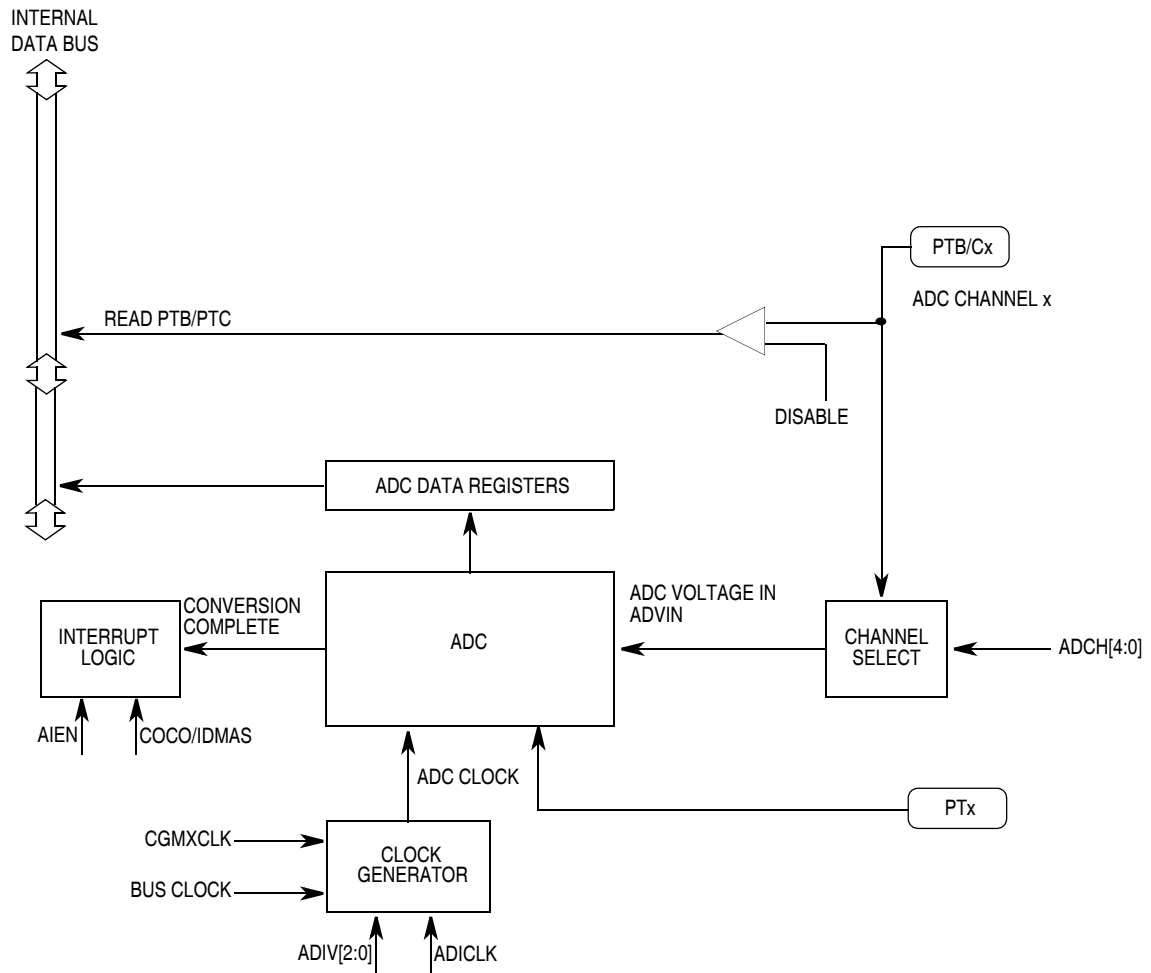 INTERNAL
DATA BUS
PTB/Cx
ADC CHANNEL x
READ PTB/PTC
DISABLE
ADC DATA REGISTERS
INTERRUPT
LOGIC
CONVERSION
COMPLETE
ADC
ADC VOLTAGE IN
ADVIN
CHANNEL
SELECT
ADCH[4:0]
AIEN
COCO/IDMAS
ADC CLOCK
PTx
CGMXCLK
BUS CLOCK
CLOCK
GENERATOR
ADIV[2:0]
ADICLK